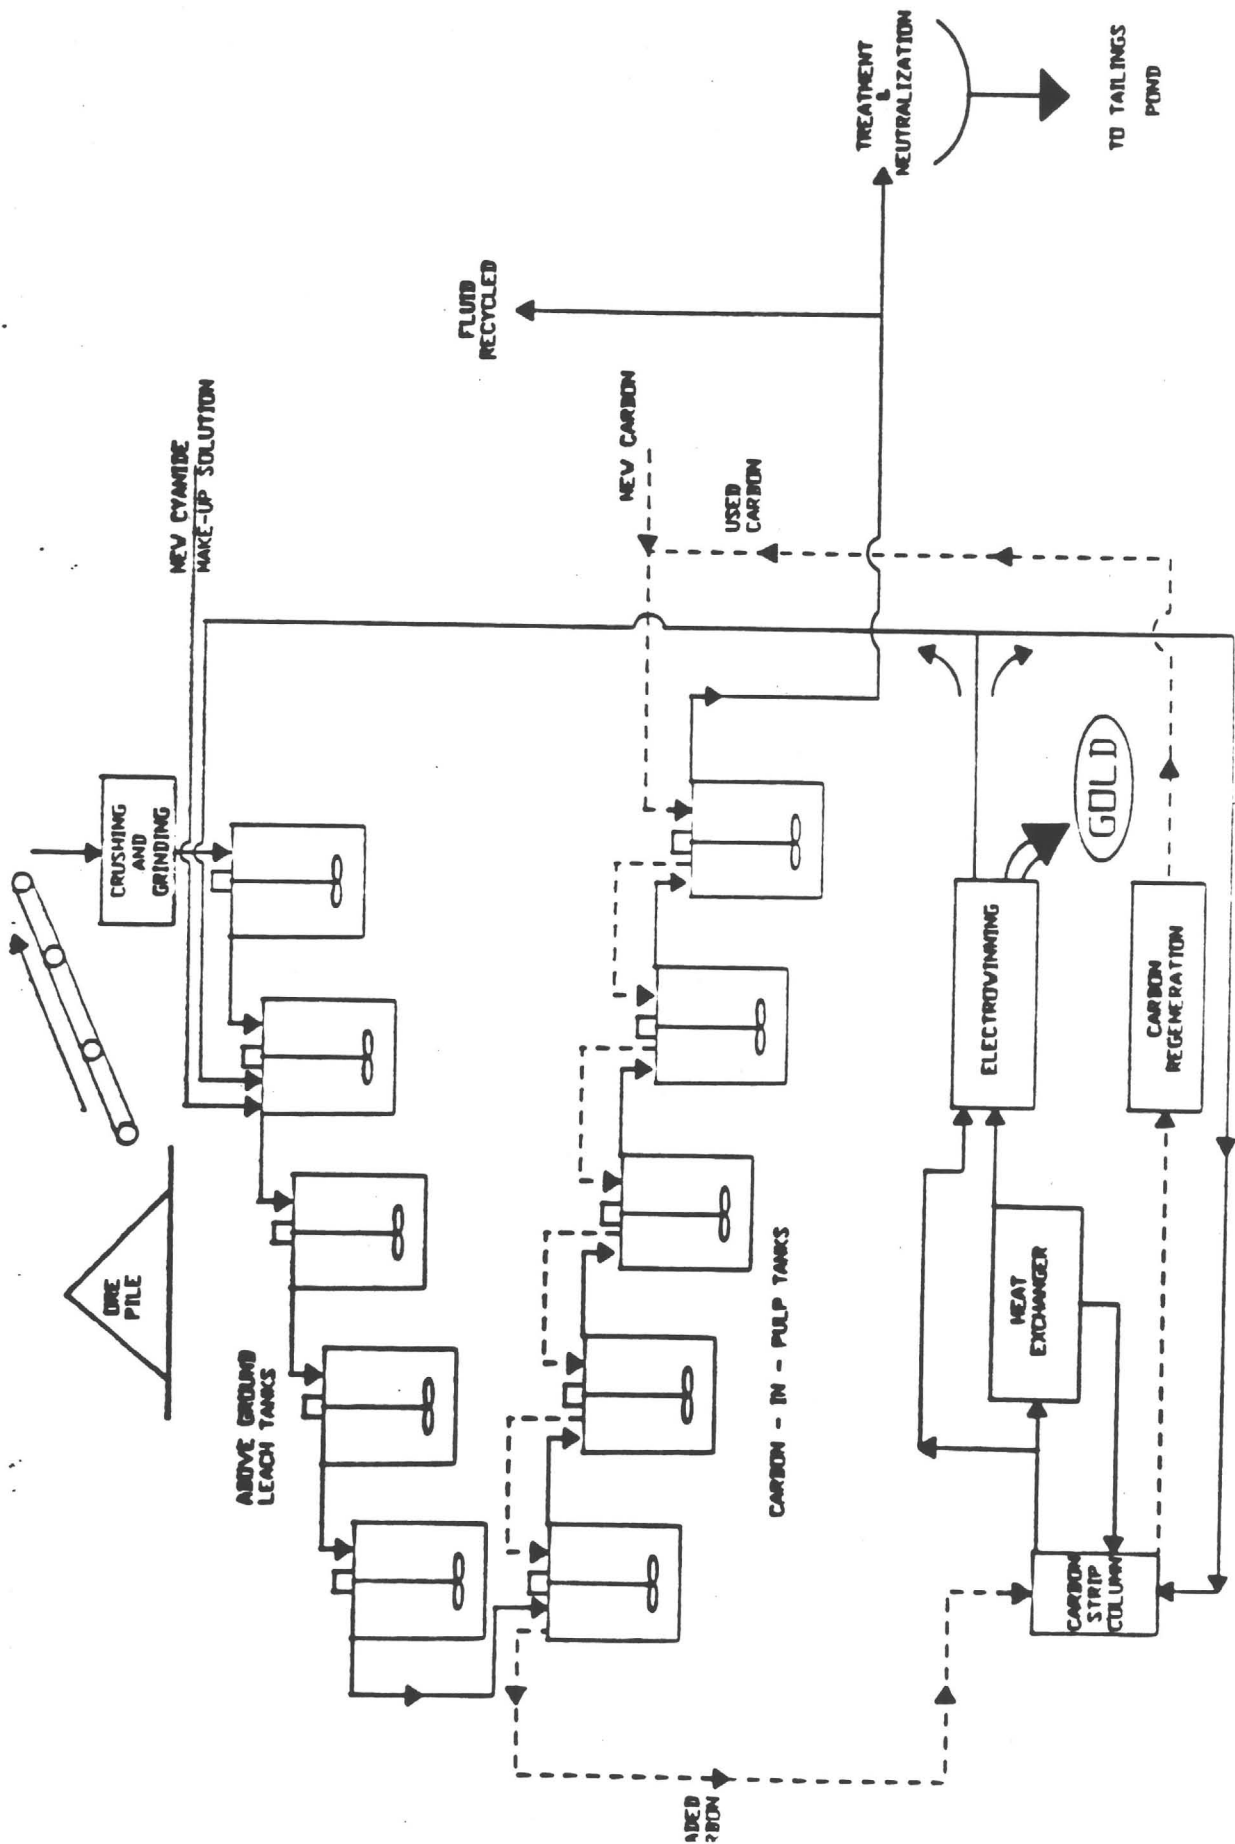 ORE
PILE
CRUSHING
AND
GRINDING
NEW CYANIDE
MAKE-UP SOLUTION
ABOVE GROUND
LEACH TANKS
FLUID
RECYCLED
NEW CARBON
USED
CARBON
CARBON - IN - PULP TANKS
ADED
RBON
TREATMENT
&
NEUTRALIZATION
TO TAILINGS
POND
CARBON
STRIP
COLUMN
HEAT
EXCHANGER
ELECTROWINNING
GOLD
CARBON
REGENERATION